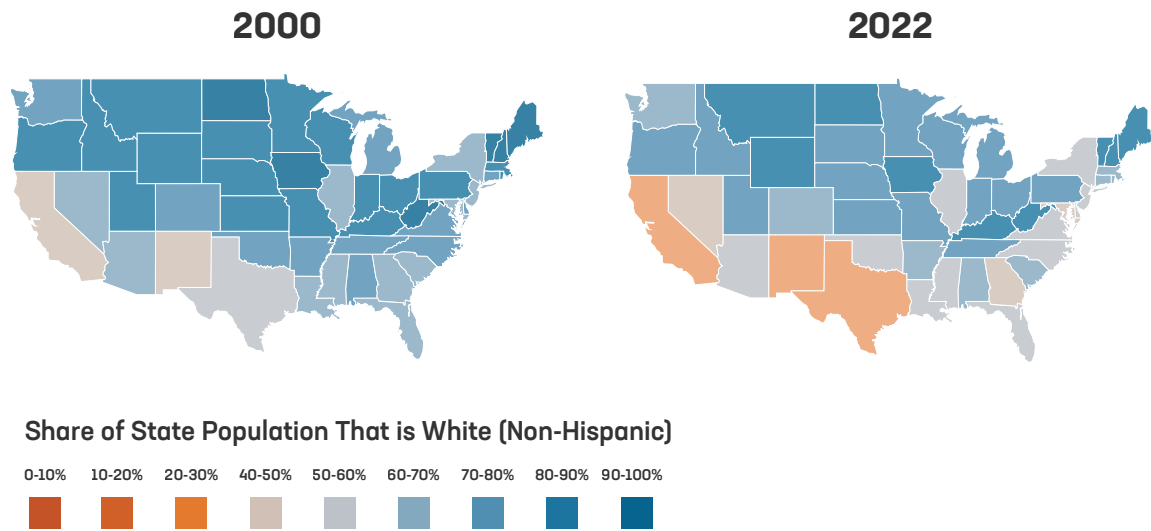 2000
2022
Share of State Population That is White (Non-Hispanic)
0-10% 10-20% 20-30% 40-50% 50-60% 60-70% 70-80% 80-90% 90-100%